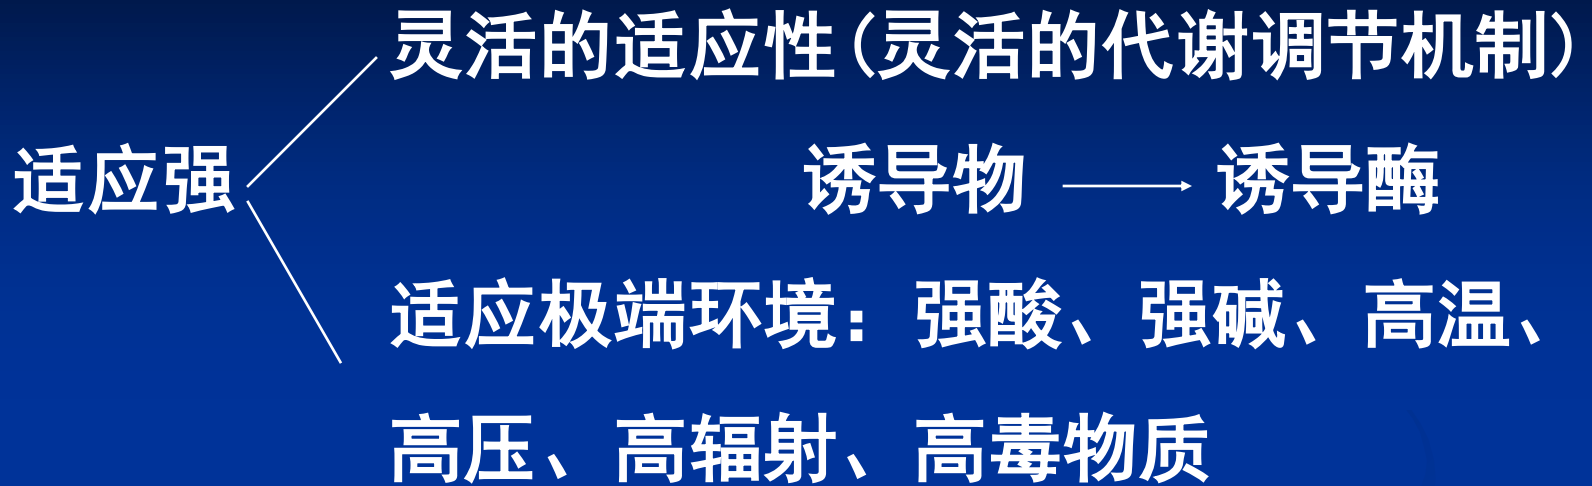 灵活的适应性(灵活的代谢调节机制)
适应强
诱导物 → 诱导酶
适应极端环境：强酸、强碱、高温、
高压、高辐射、高毒物质